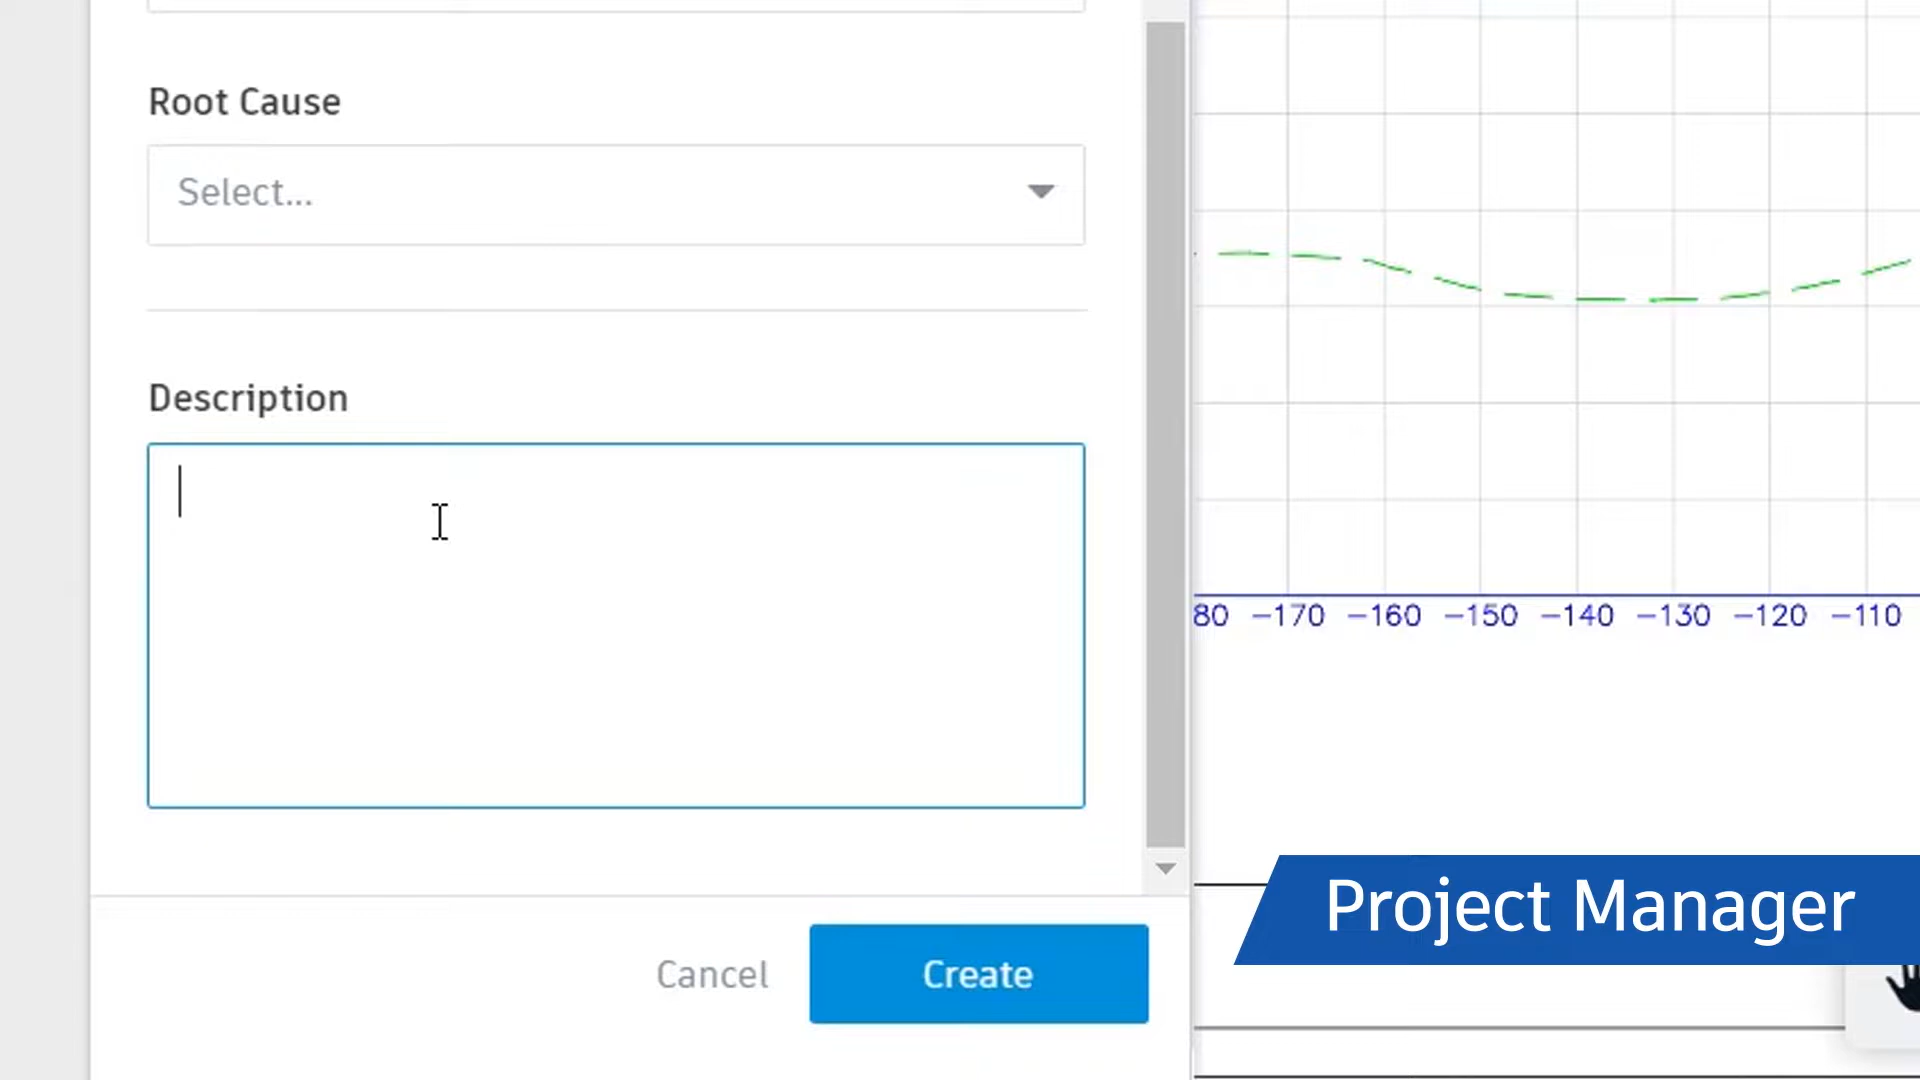 Root Cause
Select...
Description
80 -170 -160 -150 -140 -130 -120 -110
Project Manager
Cancel
Create